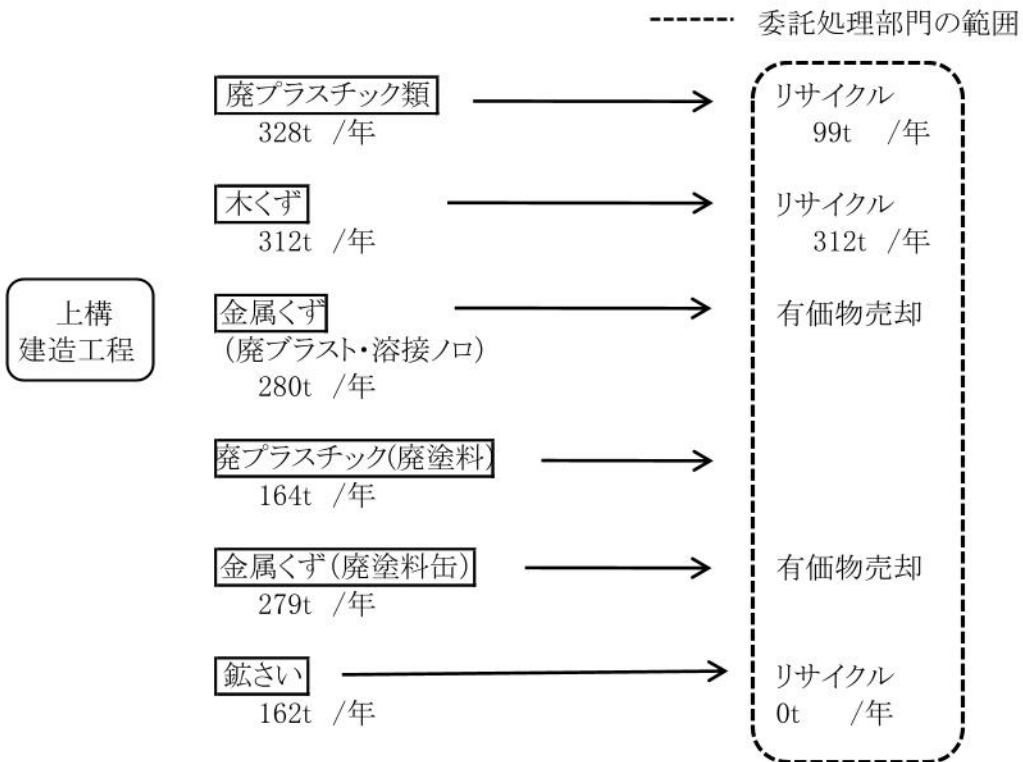 委託処理部門の範囲
廃プラスチック類
328t /年
リサイクル
99t /年
木くず
312t /年
リサイクル
312t /年
上構
建造工程
金属くず
(廃ブラスト・溶接ノロ)
280t /年
有価物売却
廃プラスチック(廃塗料)
164t /年
金属くず(廃塗料缶)
279t /年
有価物売却
鉱さい
162t /年
リサイクル
0t /年